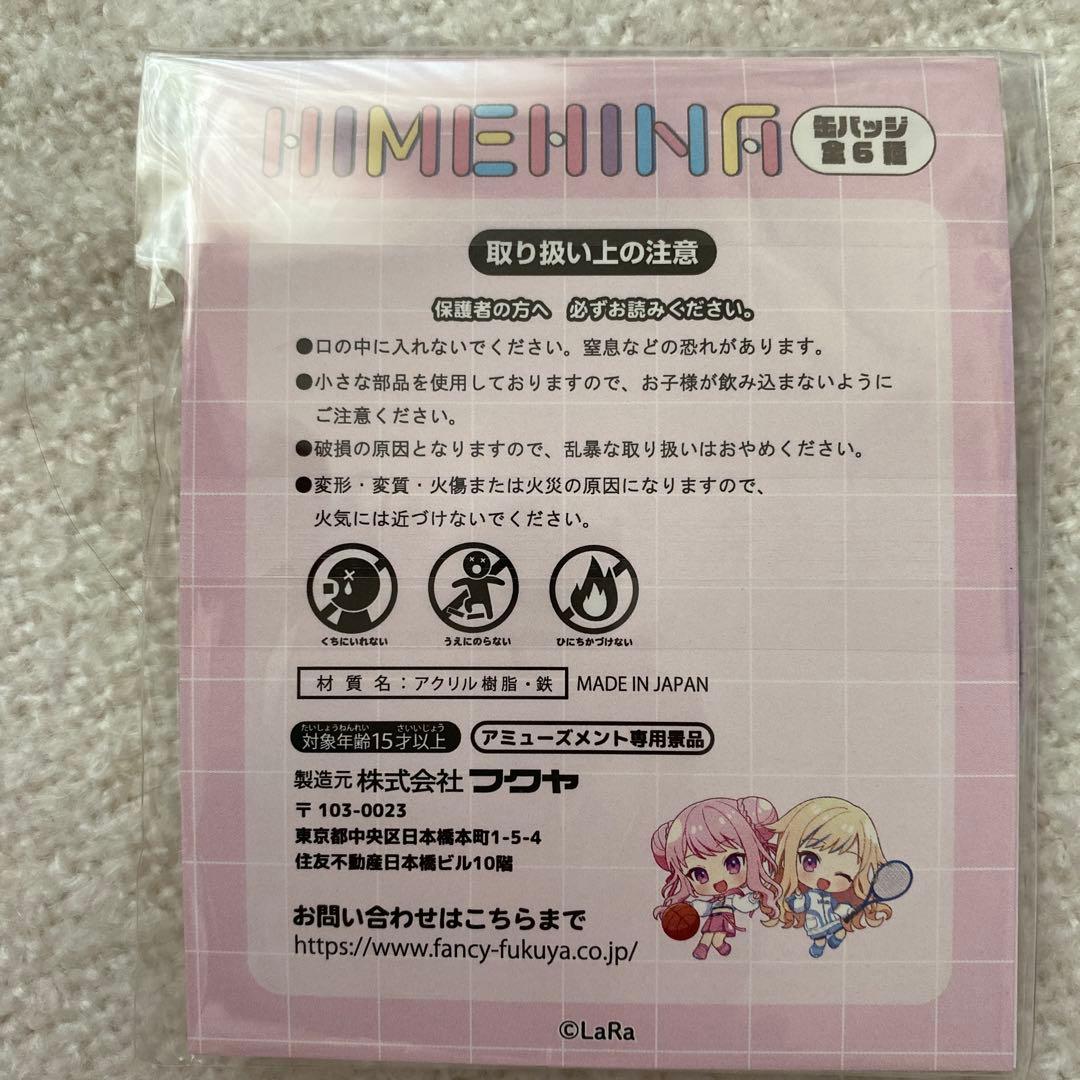 HIMEHINA
缶バッジ
全6種
取り扱い上の注意
保護者の方へ 必ずお読みください。
●口の中に入れないでください。窒息などの恐れがあります。
●小さな部品を使用しておりますので、お子様が飲み込まないように
ご注意ください。
●破損の原因となりますので、乱暴な取り扱いはおやめください。
●変形・変質・火傷または火災の原因になりますので、
火気には近づけないでください。
くちにいれない うえにのらない ひにちかづけない
材質名：アクリル樹脂・鉄 MADE IN JAPAN
たいしょうねんれい さいいじょう
対象年齢15才以上 アミューズメント専用景品
製造元 株式会社フクヤ
〒103-0023
東京都中央区日本橋本町1-5-4
住友不動産日本橋ビル10階
お問い合わせはこちらまで
https://www.fancy-fukuya.co.jp/
©LaRa